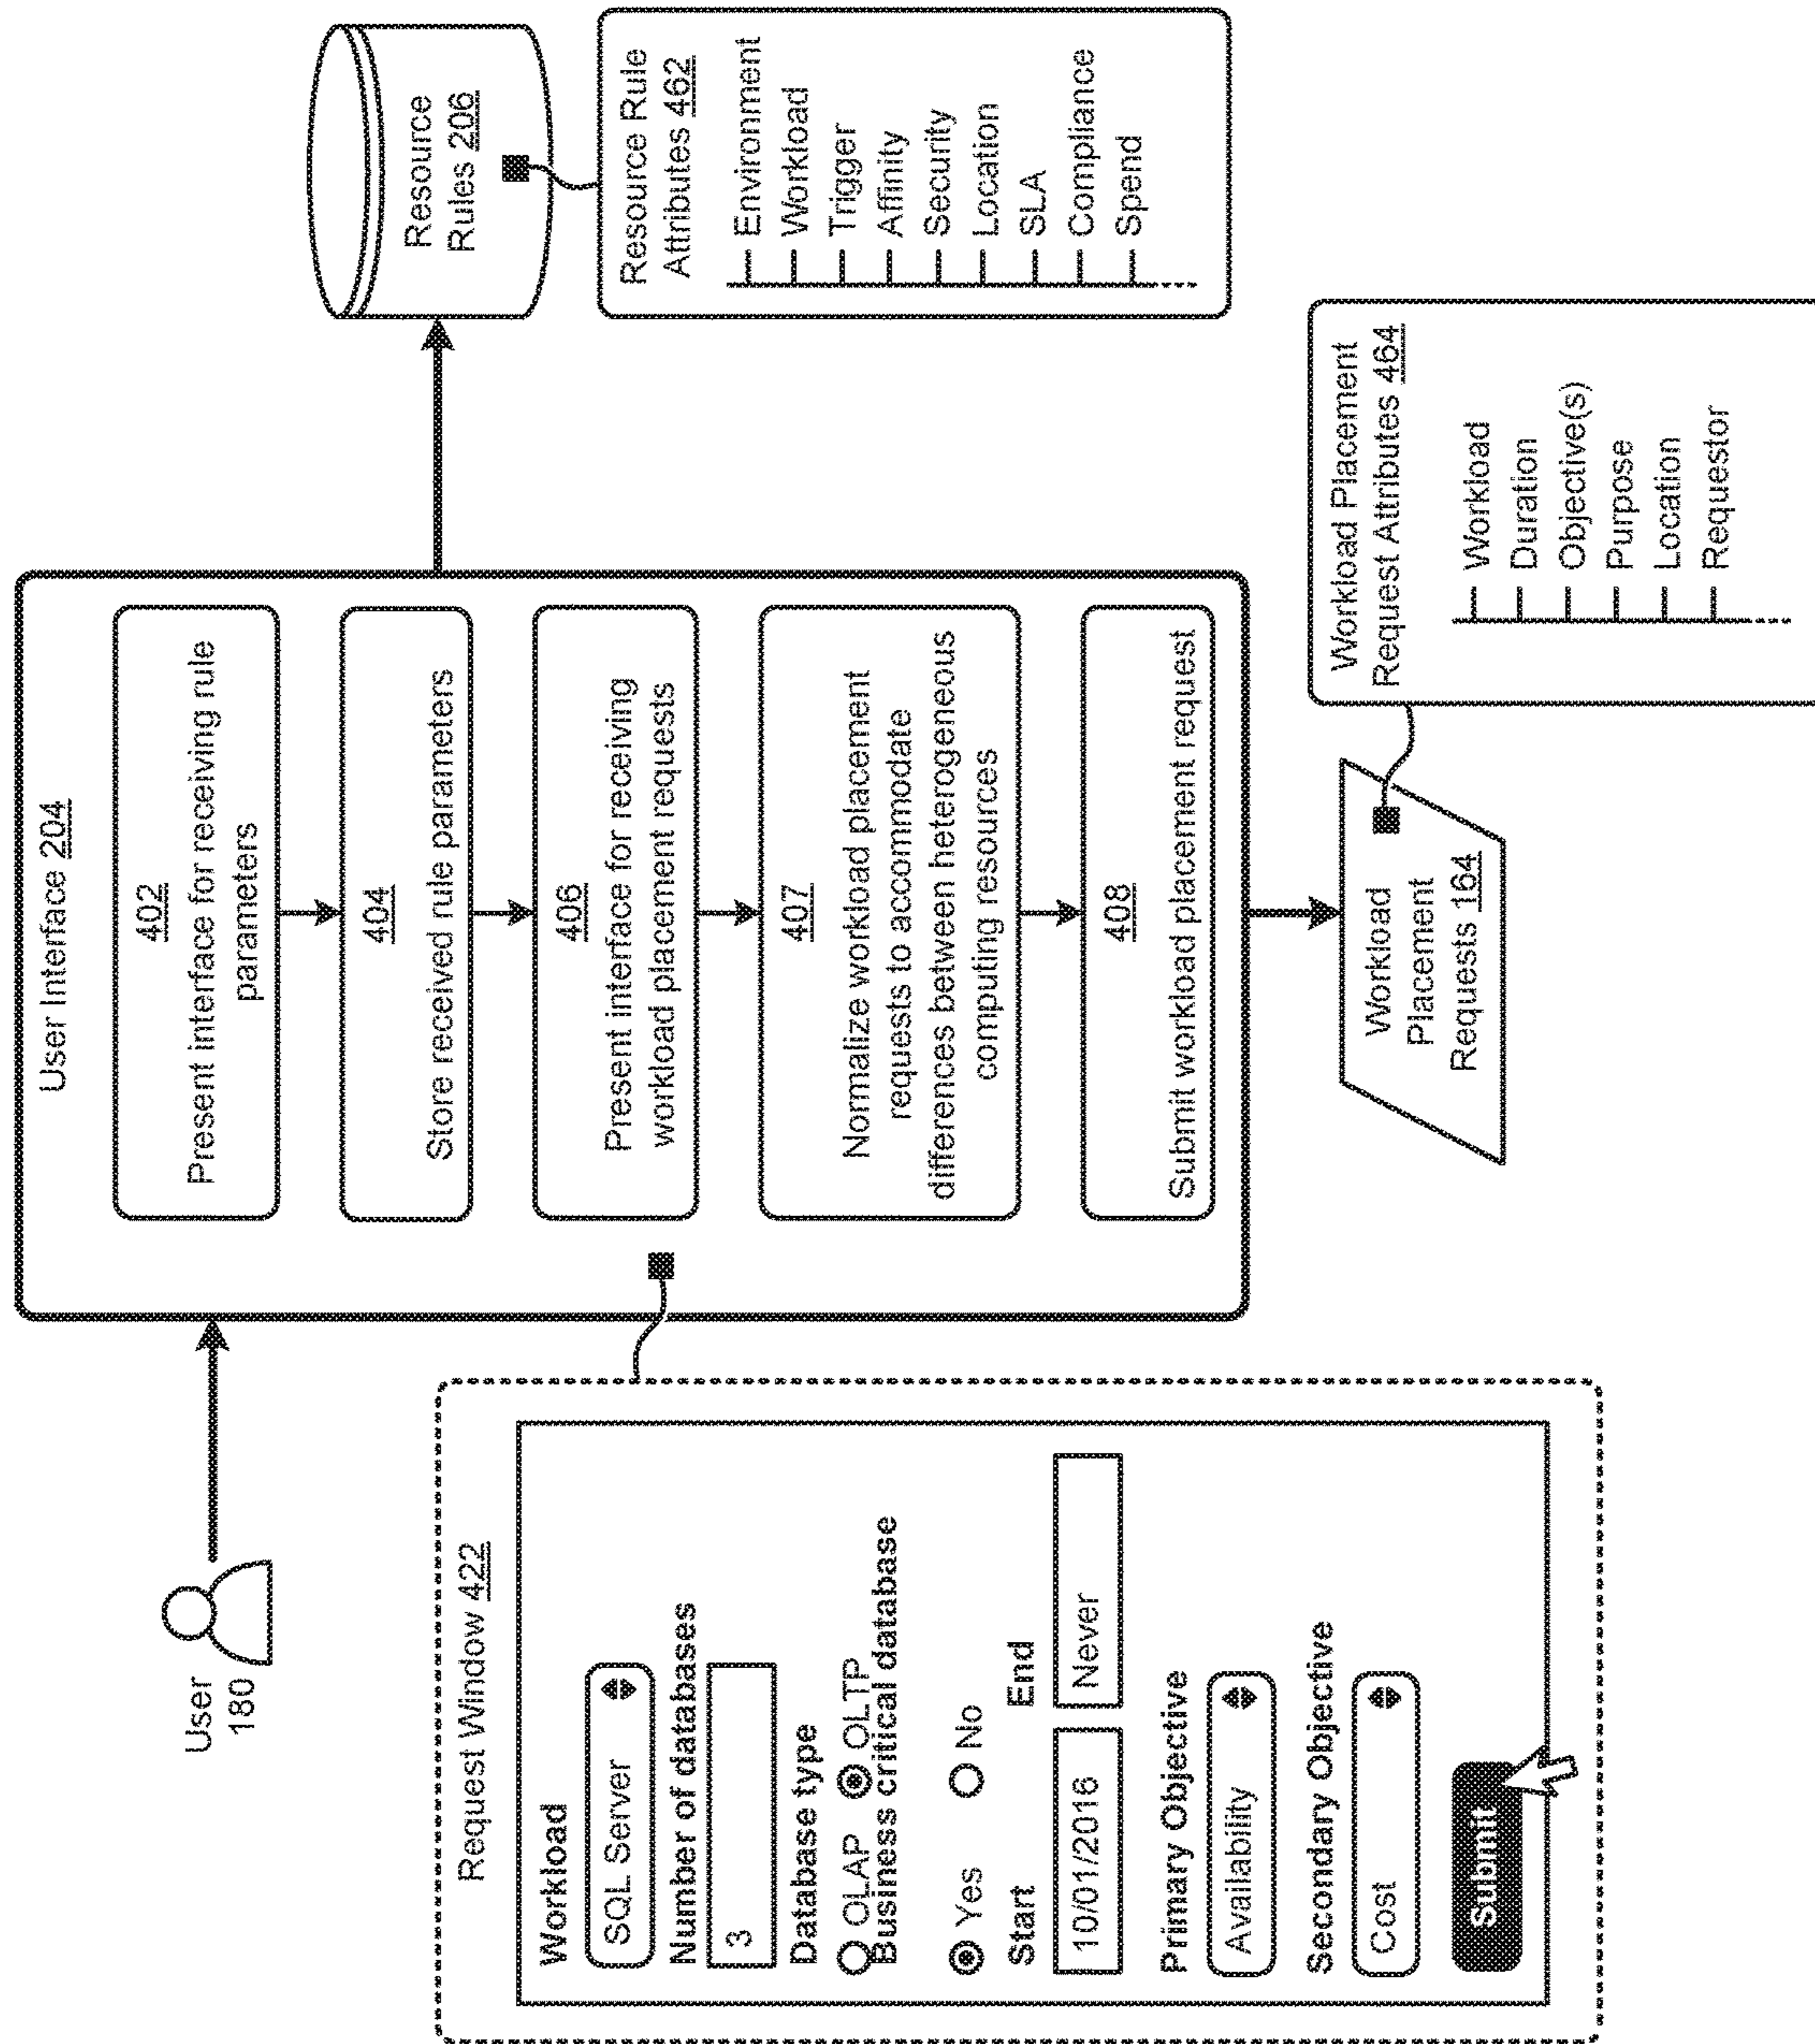 User
180
User Interface 204
402
Present interface for receiving rule
parameters
404
Store received rule parameters
406
Present interface for receiving
workload placement requests
407
Normalize workload placement
requests to accommodate
differences between heterogeneous
computing resources
408
Submit workload placement request
Resource
Rules 206
Resource Rule
Attributes 462
Environment
Workload
Trigger
Affinity
Security
Location
SLA
Compliance
Spend
Request Window 422
Workload
SQL Server
Number of databases
3
Database type
OLAP OLTP
Business critical database
Yes No
Start End
10/01/2016 Never
Primary Objective
Availability
Secondary Objective
Cost
Submit
Workload
Placement
Requests 164
Workload Placement
Request Attributes 464
Workload
Duration
Objective(s)
Purpose
Location
Requestor